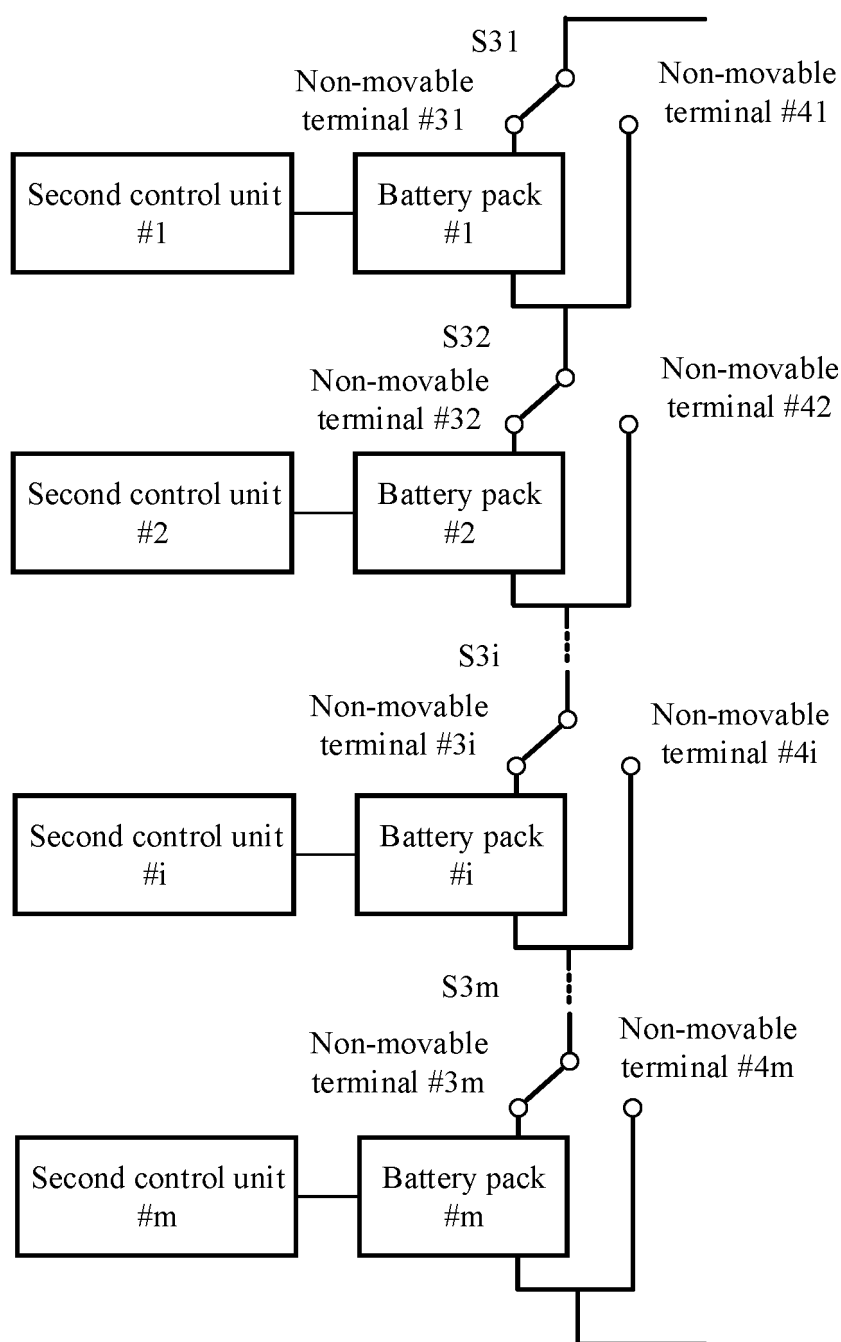 S31
Non-movable
terminal #31
Non-movable
terminal #41
Second control unit
#1
Battery pack
#1
S32
Non-movable
terminal #32
Non-movable
terminal #42
Second control unit
#2
Battery pack
#2
S3i
Non-movable
terminal #3i
Non-movable
terminal #4i
Second control unit
#i
Battery pack
#i
S3m
Non-movable
terminal #3m
Non-movable
terminal #4m
Second control unit
#m
Battery pack
#m